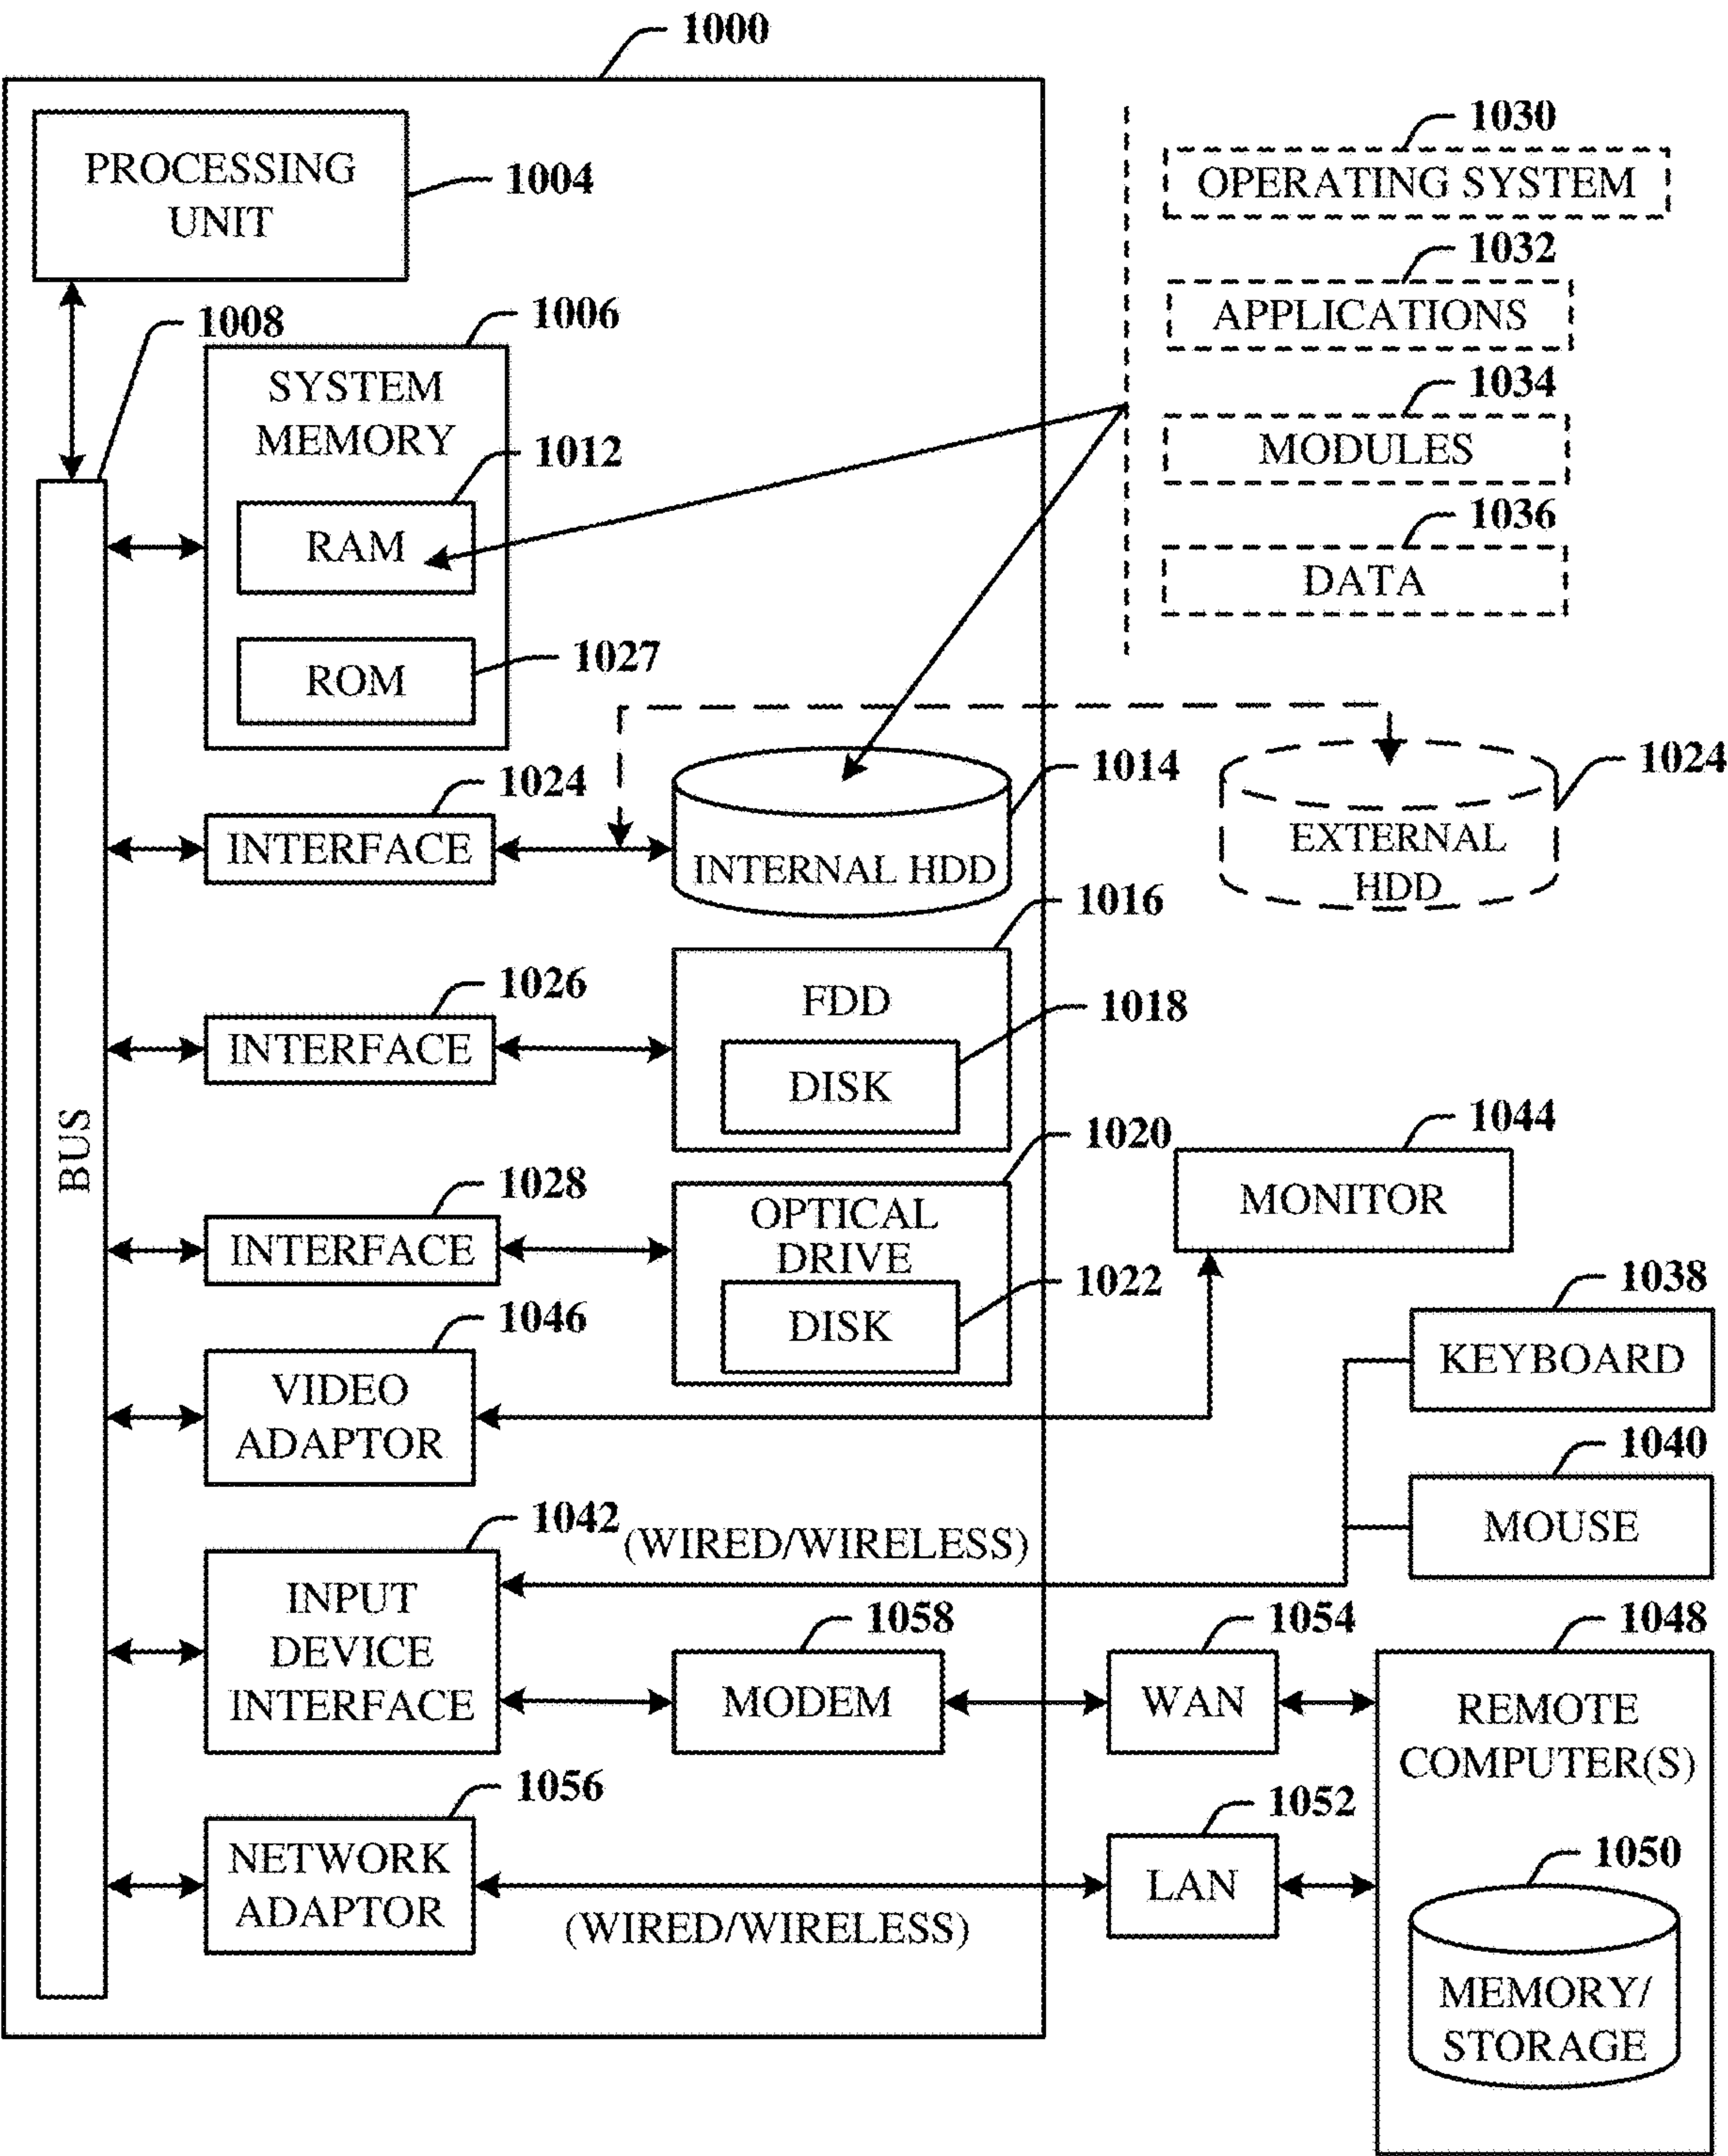 1000
PROCESSING
UNIT
1004
1030
OPERATING SYSTEM
1032
APPLICATIONS
1034
MODULES
1036
DATA
1008
1006
SYSTEM
MEMORY
1012
RAM
ROM
1027
BUS
1024
INTERFACE
1014
INTERNAL HDD
1024
EXTERNAL
HDD
1026
INTERFACE
1016
FDD
1018
DISK
1028
INTERFACE
1020
OPTICAL
DRIVE
1022
DISK
1044
MONITOR
1046
VIDEO
ADAPTOR
1038
KEYBOARD
1040
MOUSE
1042
(WIRED/WIRELESS)
INPUT
DEVICE
INTERFACE
1058
MODEM
1054
WAN
1048
REMOTE
COMPUTER(S)
1056
NETWORK
ADAPTOR
(WIRED/WIRELESS)
1052
LAN
1050
MEMORY/
STORAGE